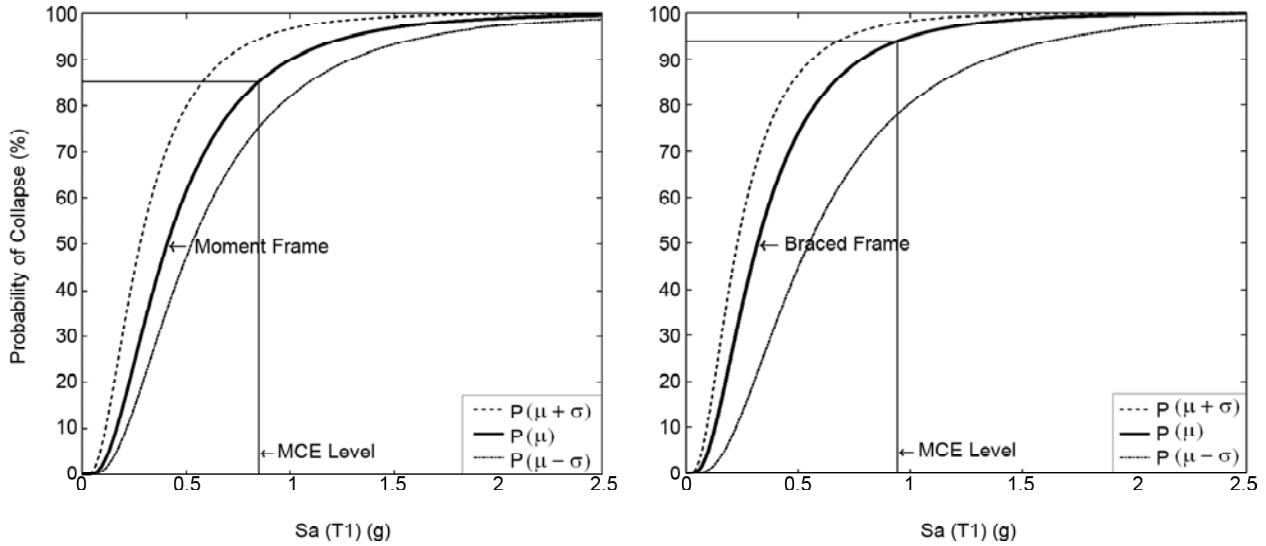 Probability of Collapse (%)
100
90
80
70
60
50
40
30
20
10
0
0
0.5
1
1.5
2
2.5
Sa (T1) (g)
← Moment Frame
← MCE Level
P (μ + σ)
P (μ)
P (μ − σ)
100
90
80
70
60
50
40
30
20
10
0
0
0.5
1
1.5
2
2.5
Sa (T1) (g)
← Braced Frame
← MCE Level
P (μ + σ)
P (μ)
P (μ − σ)